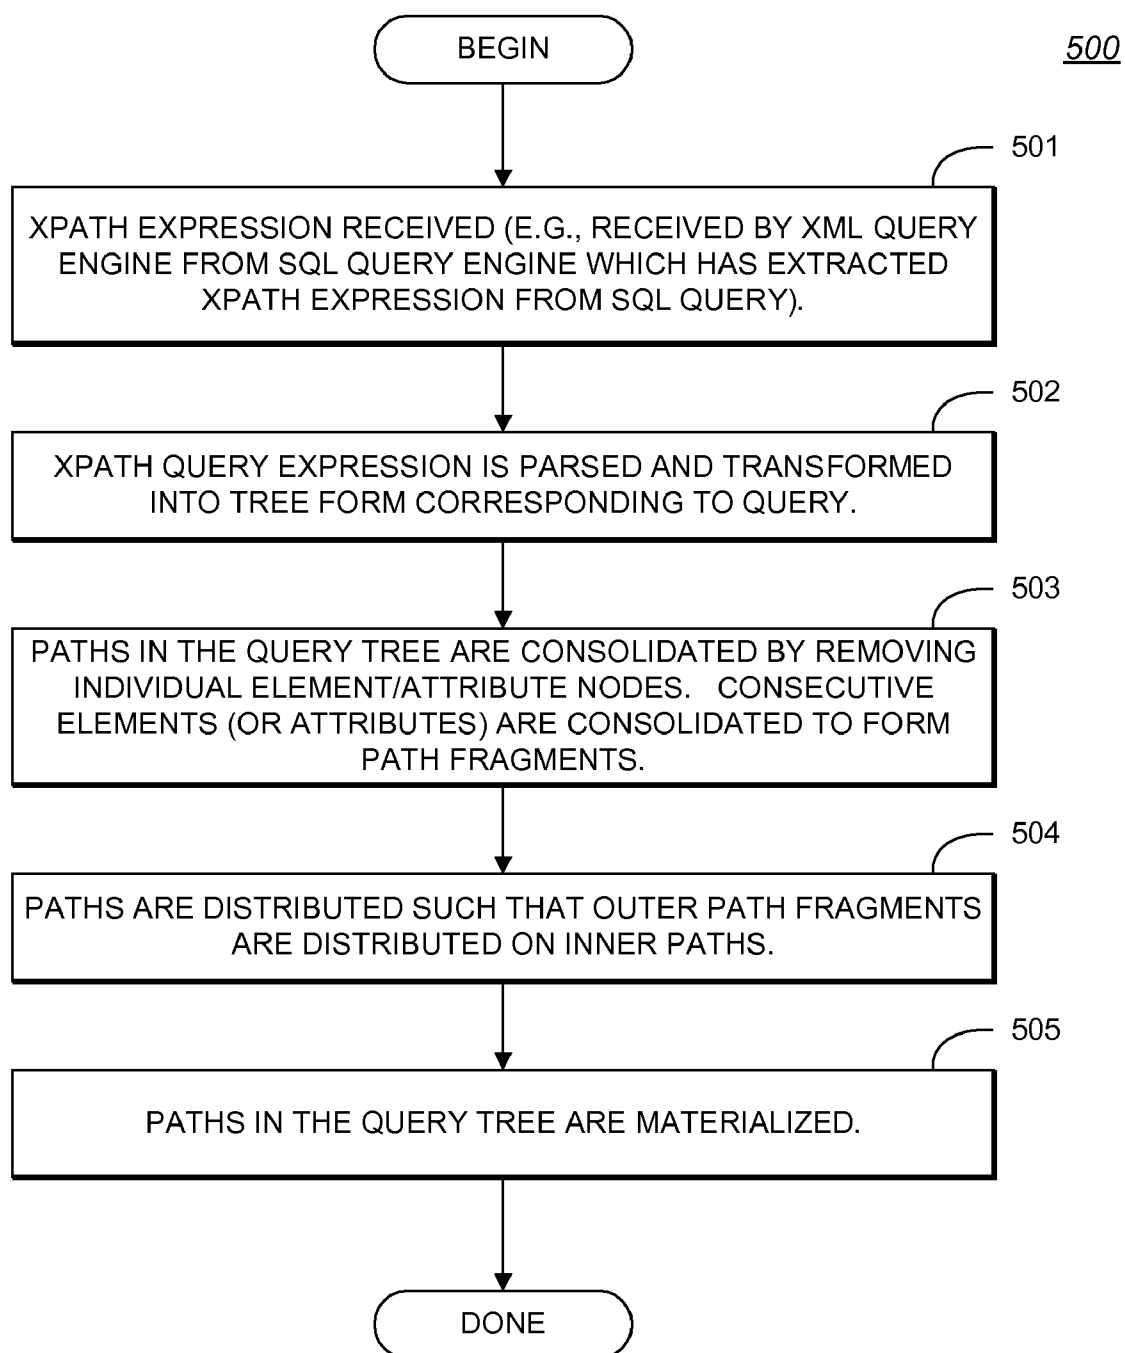 BEGIN
500
501
XPATH EXPRESSION RECEIVED (E.G., RECEIVED BY XML QUERY
ENGINE FROM SQL QUERY ENGINE WHICH HAS EXTRACTED
XPATH EXPRESSION FROM SQL QUERY).
502
XPATH QUERY EXPRESSION IS PARSED AND TRANSFORMED
INTO TREE FORM CORRESPONDING TO QUERY.
503
PATHS IN THE QUERY TREE ARE CONSOLIDATED BY REMOVING
INDIVIDUAL ELEMENT/ATTRIBUTE NODES. CONSECUTIVE
ELEMENTS (OR ATTRIBUTES) ARE CONSOLIDATED TO FORM
PATH FRAGMENTS.
504
PATHS ARE DISTRIBUTED SUCH THAT OUTER PATH FRAGMENTS
ARE DISTRIBUTED ON INNER PATHS.
505
PATHS IN THE QUERY TREE ARE MATERIALIZED.
DONE